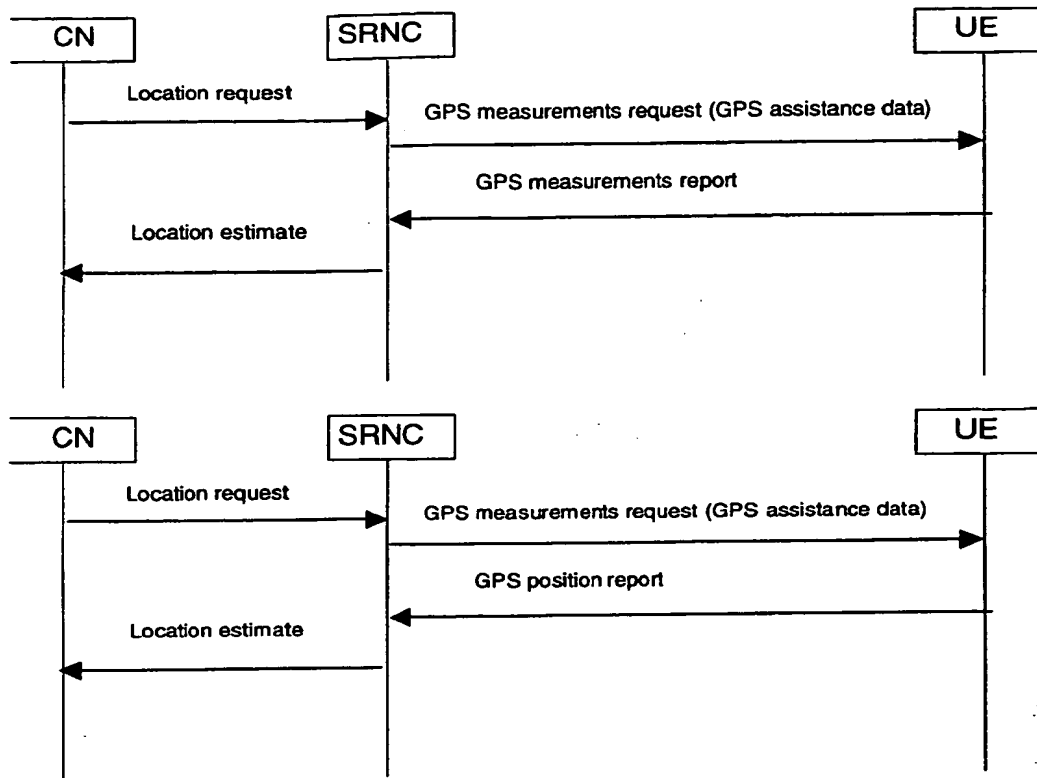 CN SRNC UE
Location request
GPS measurements request (GPS assistance data)
GPS measurements report
Location estimate
CN SRNC UE
Location request
GPS measurements request (GPS assistance data)
GPS position report
Location estimate